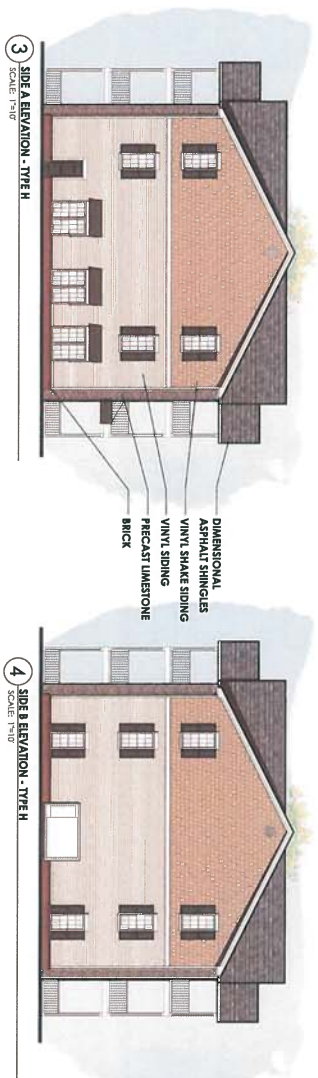 3
SIDE A ELEVATION - TYPE H
SCALE: 1"=10'
DIMENSIONAL
ASPHALT SHINGLES
VINYL SHAKE SIDING
VINYL SIDING
PRECAST LIMESTONE
BRICK
4
SIDE B ELEVATION - TYPE H
SCALE: 1"=10'